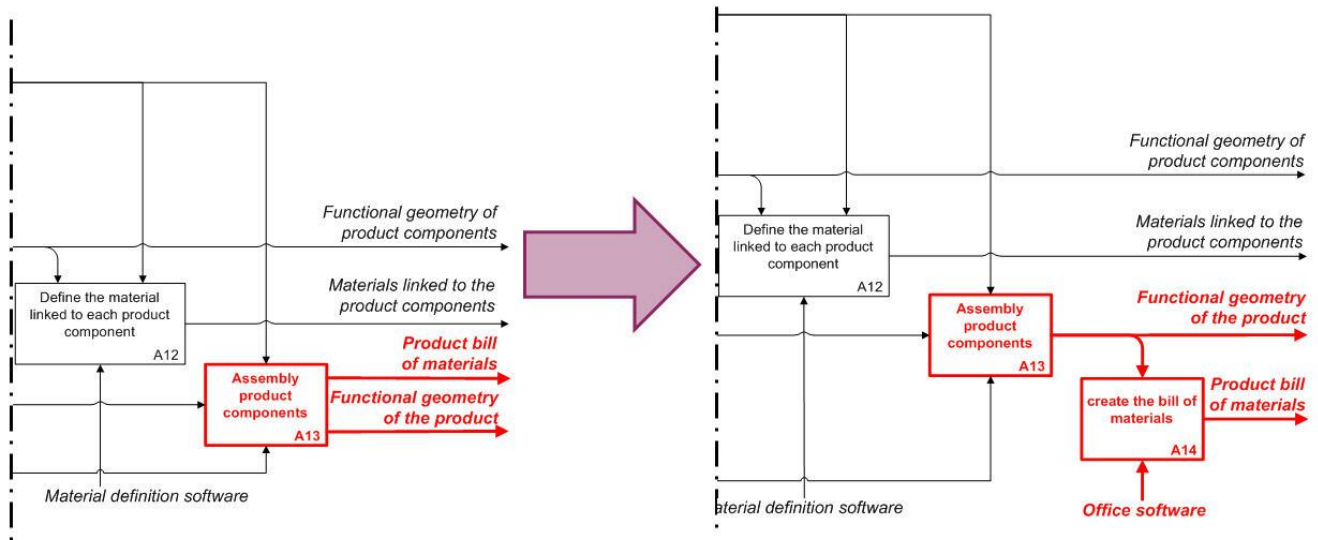 Functional geometry of
product components
Define the material
linked to each product
component
A12
Materials linked to the
product components
Product bill
of materials
Assembly
product
components
A13
Functional geometry
of the product
Material definition software
Functional geometry of
product components
Define the material
linked to each product
component
A12
Materials linked to the
product components
Assembly
product
components
A13
Functional geometry
of the product
create the bill of
materials
A14
Product bill
of materials
aterial definition software
Office software